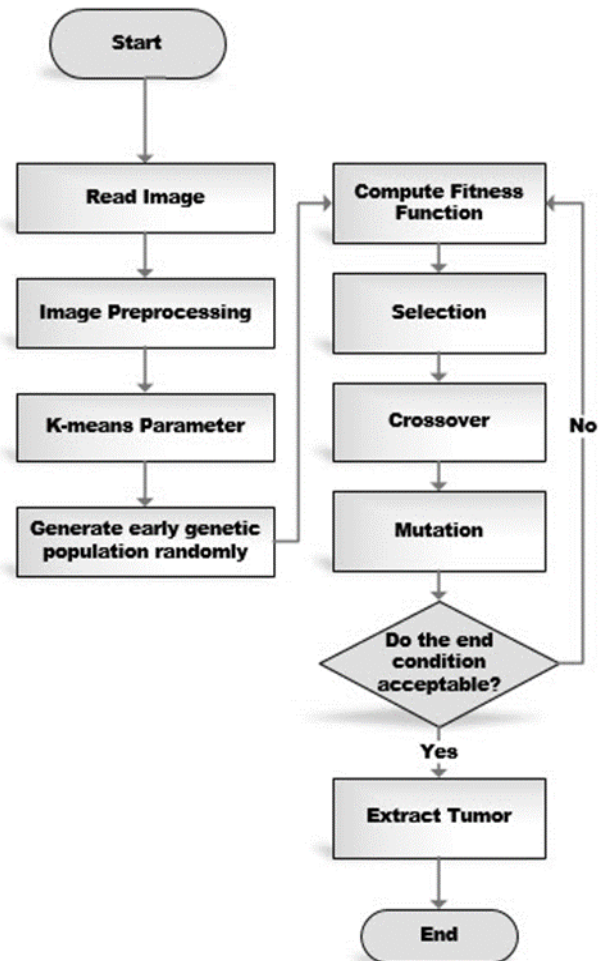 Start
Read Image
Image Preprocessing
K-means Parameter
Generate early genetic
population randomly
Compute Fitness
Function
Selection
Crossover
Mutation
Do the end
condition
acceptable?
No
Yes
Extract Tumor
End